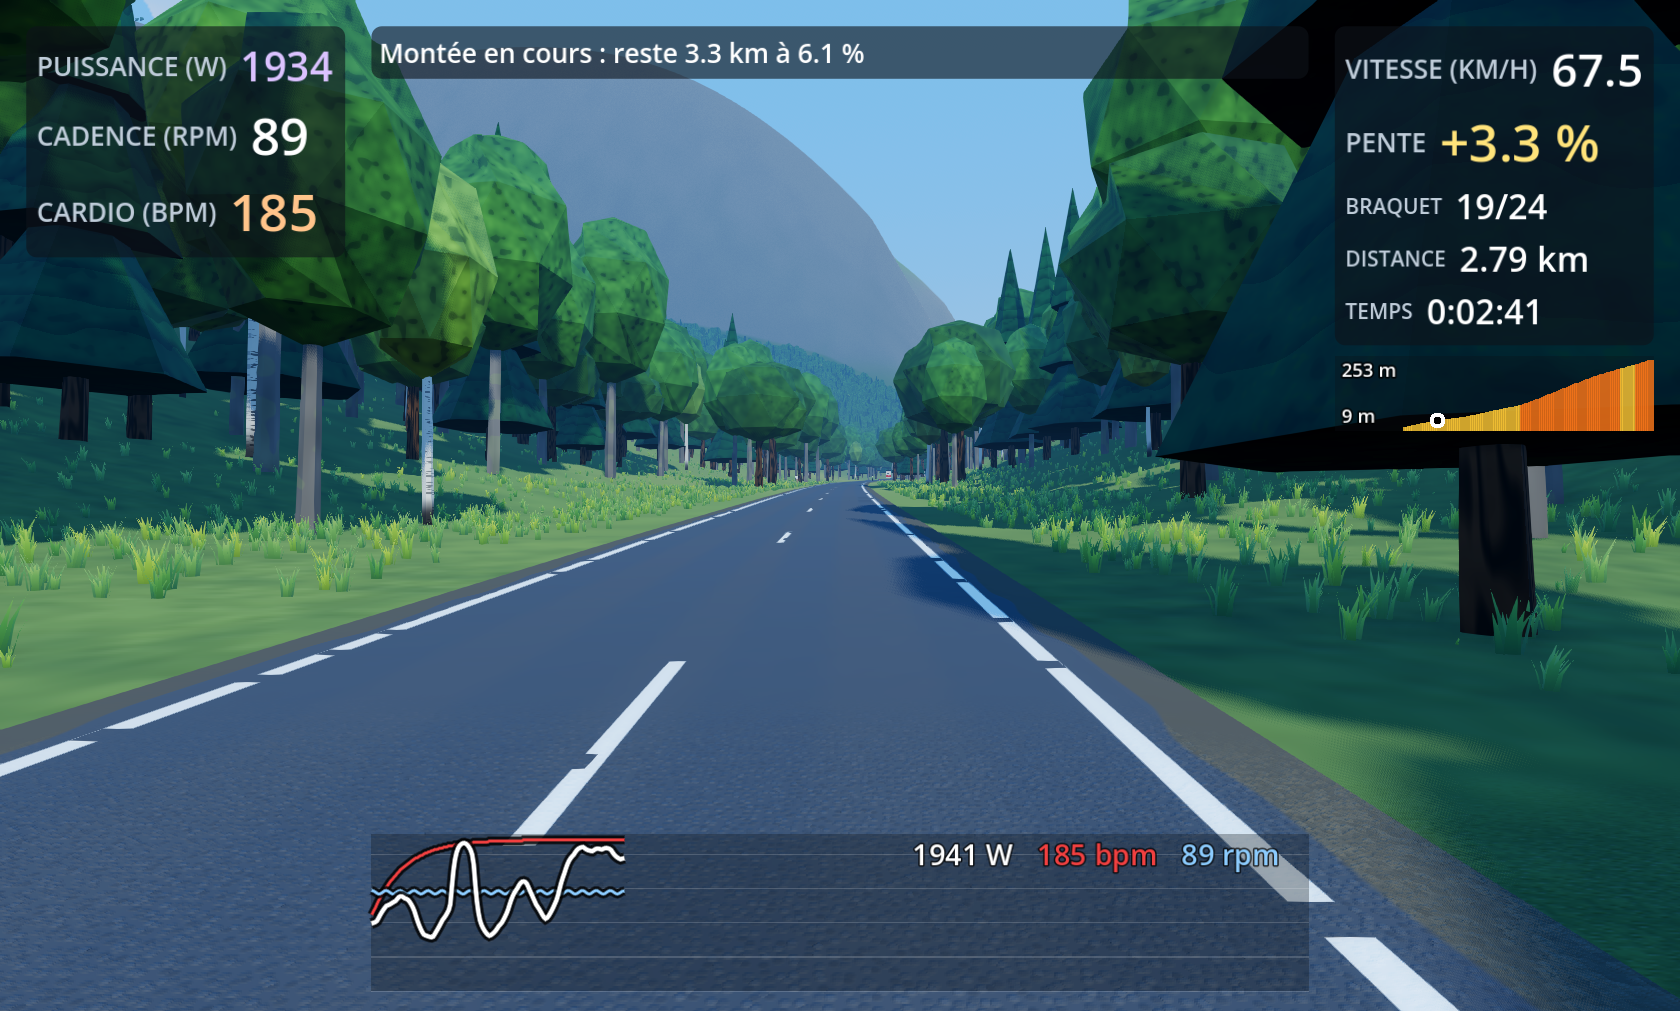 PUISSANCE (W) 1934
CADENCE (RPM) 89
CARDIO (BPM) 185
Montée en cours : reste 3.3 km à 6.1 %
VITESSE (KM/H) 67.5
PENTE +3.3 %
BRAQUET 19/24
DISTANCE 2.79 km
TEMPS 0:02:41
253 m
9 m
1941 W 185 bpm 89 rpm